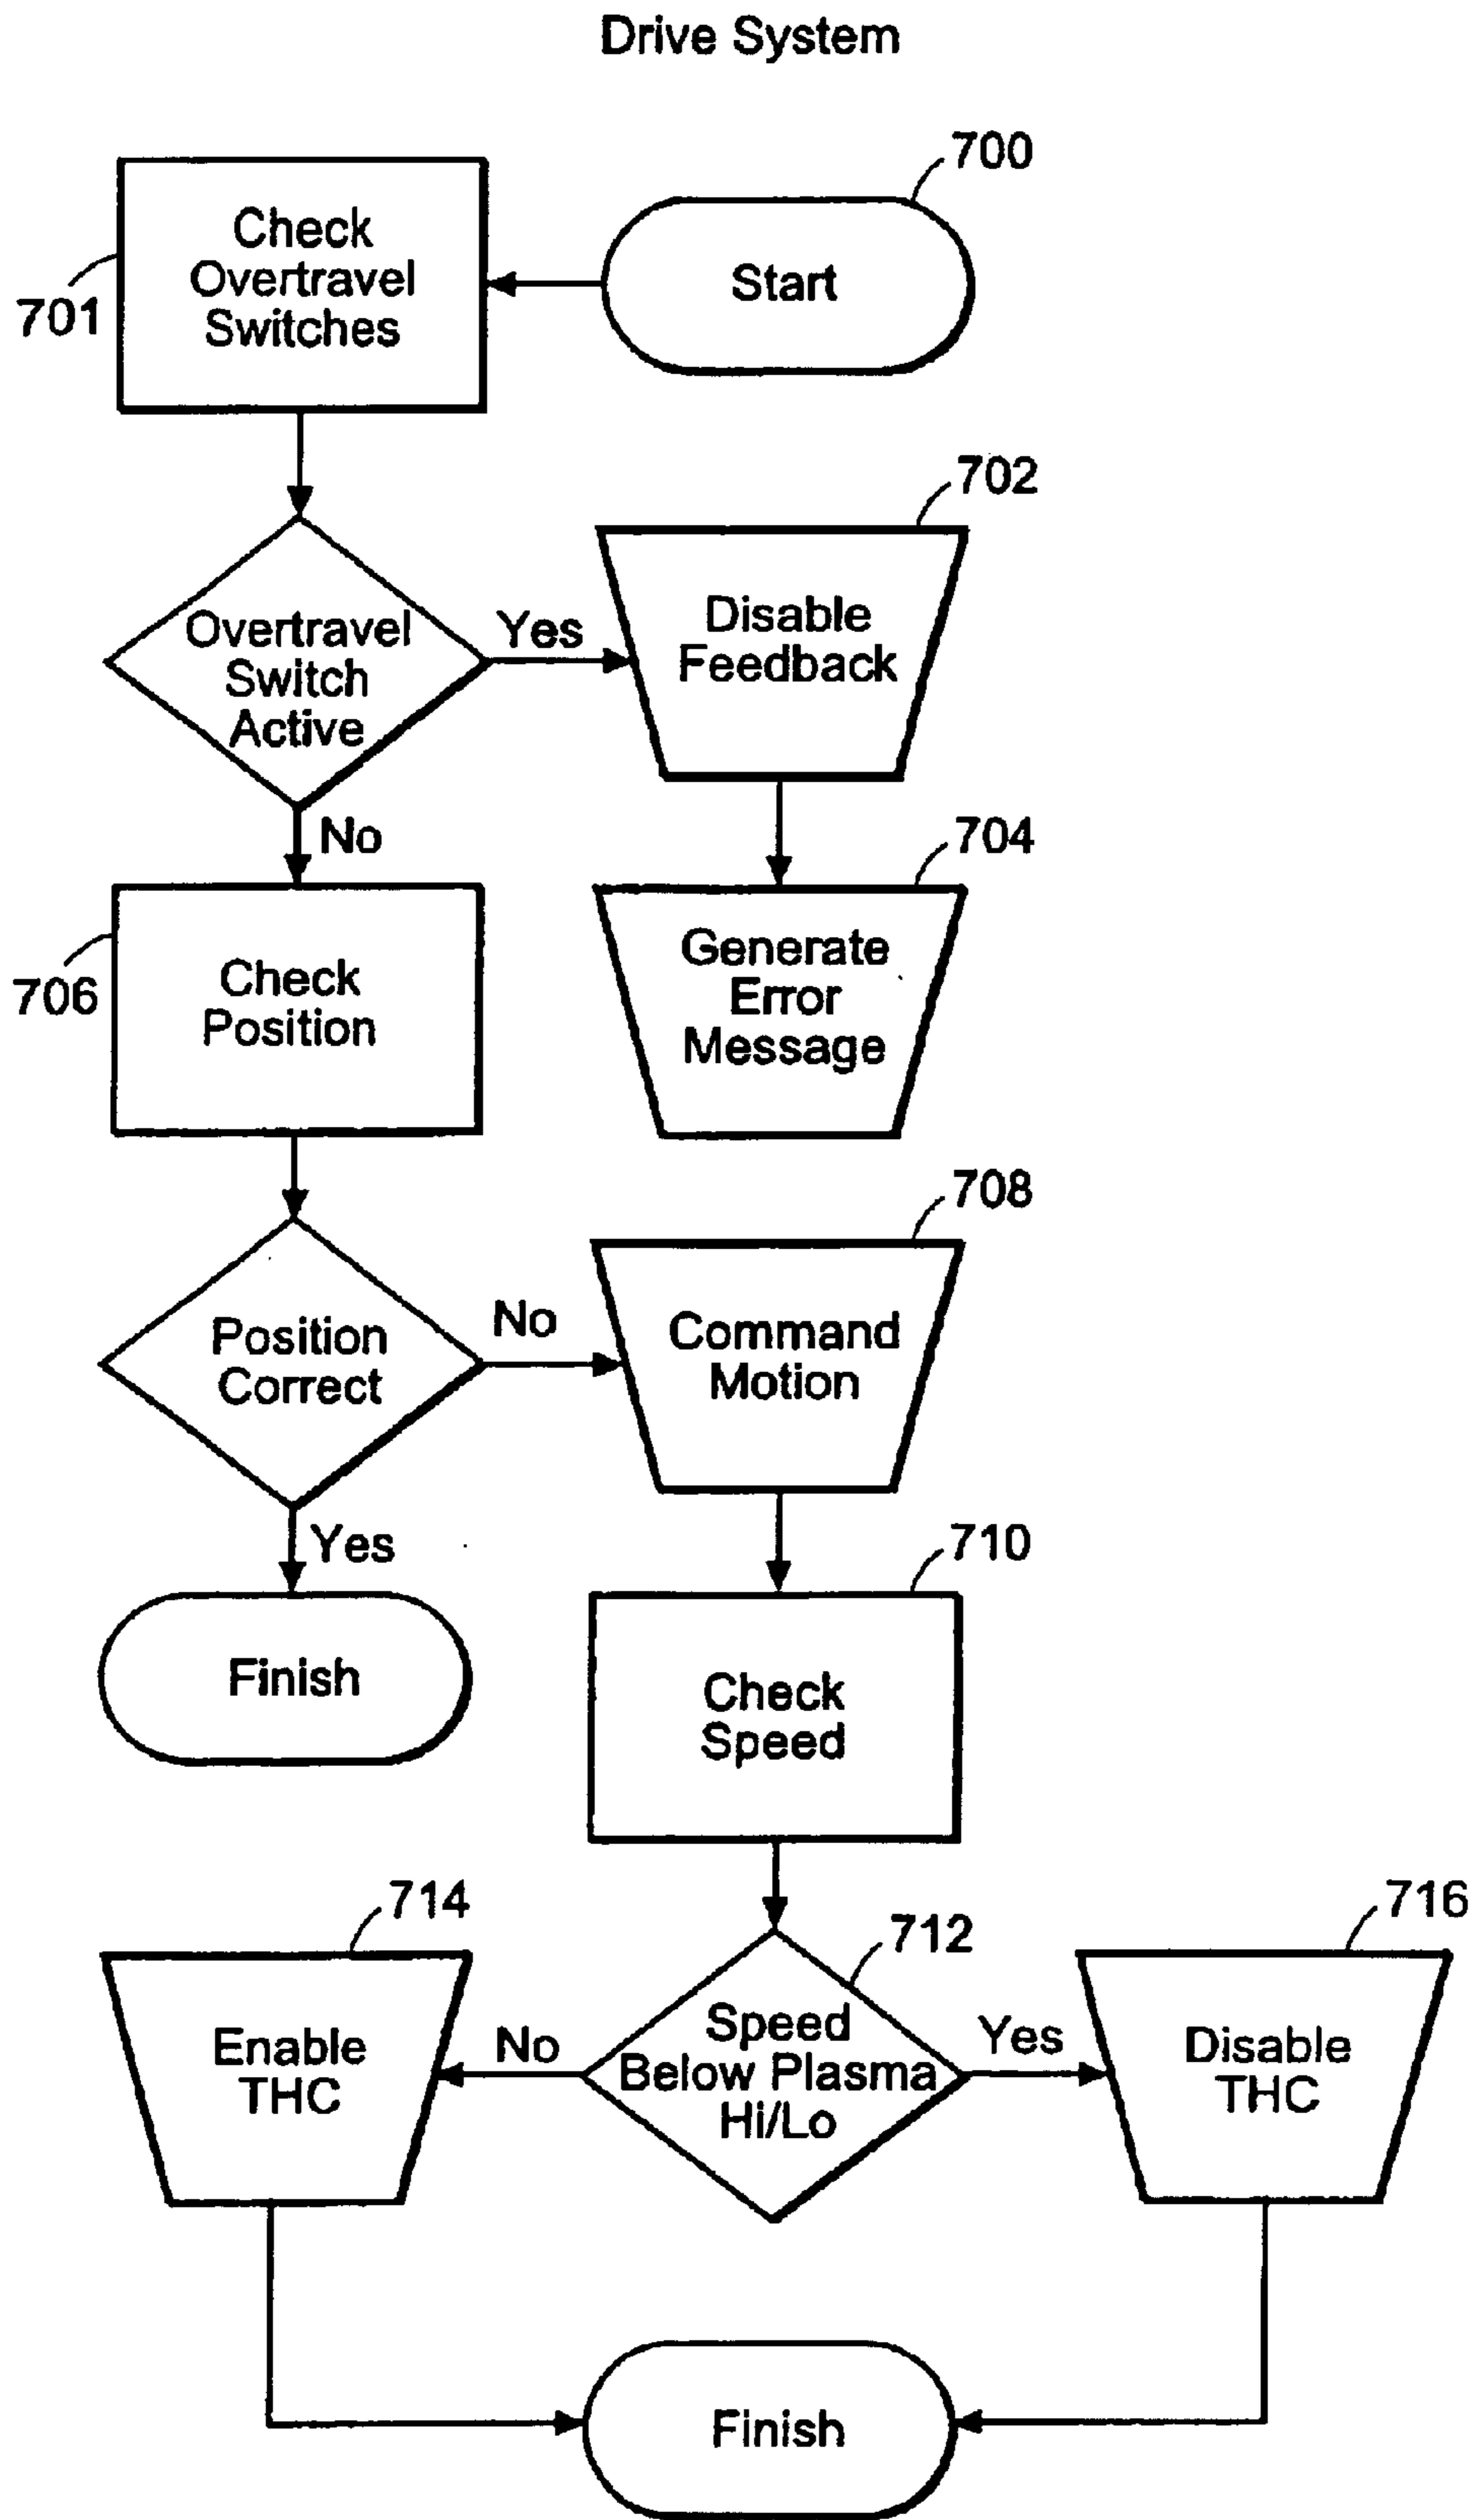 Drive System
700
Check
Overtravel
Switches
701
Start
702
Overtravel
Switch
Active
Yes
Disable
Feedback
No
704
706
Check
Position
Generate
Error
Message
708
Position
Correct
No
Command
Motion
Yes
710
Finish
Check
Speed
714
712
716
Enable
THC
No
Speed
Below Plasma
Hi/Lo
Yes
Disable
THC
Finish